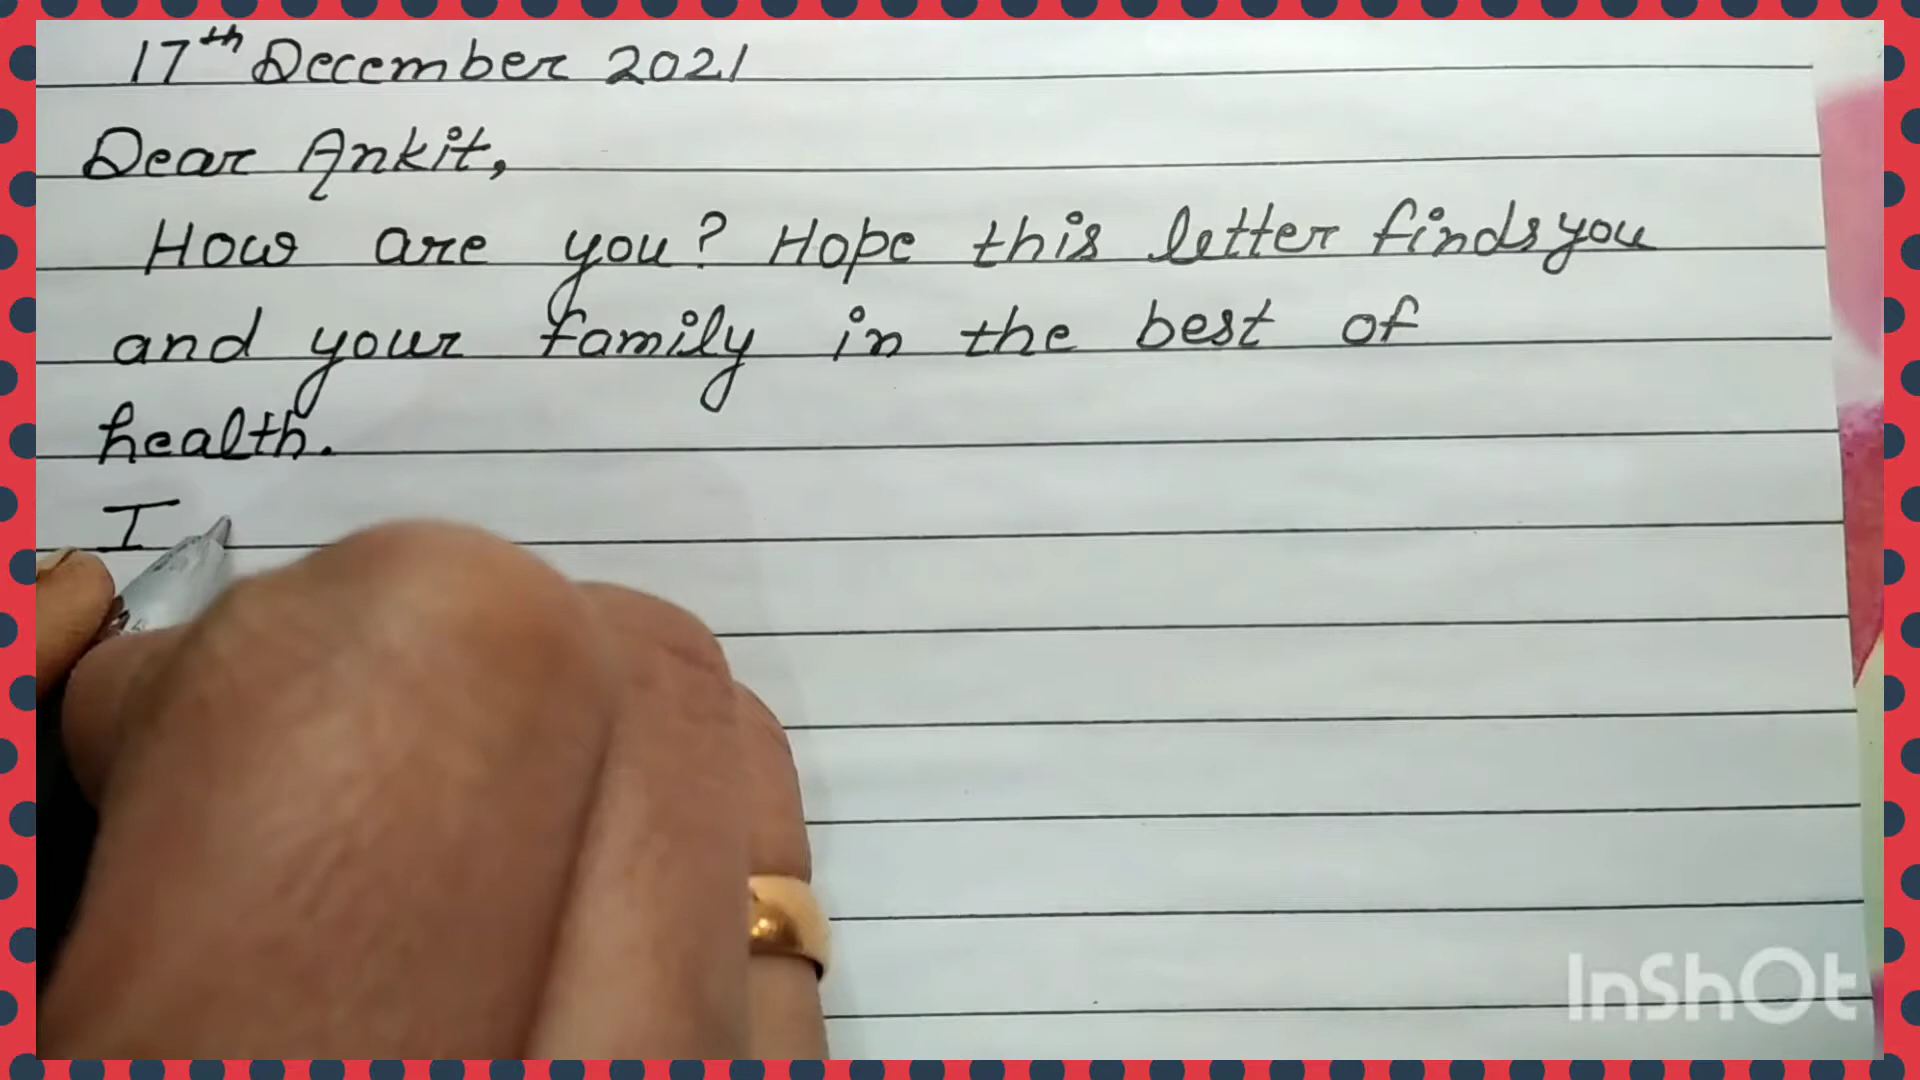 17th December 2021
Dear Ankit,
How are you? Hope this letter finds you
and your family in the best of
health.
I
InShOt